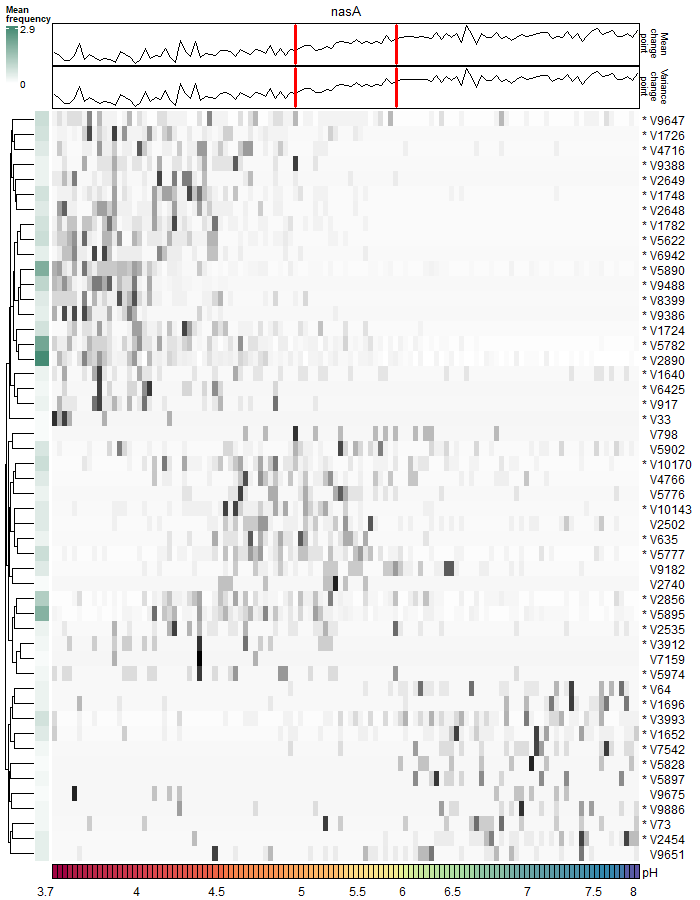 Mean
frequency
nasA
2.9
0
Mean
change
point
Variance
change
point
* V9647
* V1726
* V4716
* V9388
* V2649
* V1748
* V2648
* V1782
* V5622
* V6942
* V5890
* V9488
* V8399
* V9386
* V1724
* V5782
* V2890
* V1640
* V6425
* V917
* V33
V798
V5902
* V10170
V4766
V5776
* V10143
V2502
* V635
* V5777
V9182
V2740
* V2856
* V5895
* V2535
* V3912
V7159
* V5974
* V64
* V1696
* V3993
* V1652
* V7542
* V5828
* V5897
V9675
* V9886
* V73
* V2454
V9651
pH
3.7 4 4.5 5 5.5 6 6.5 7 7.5 8